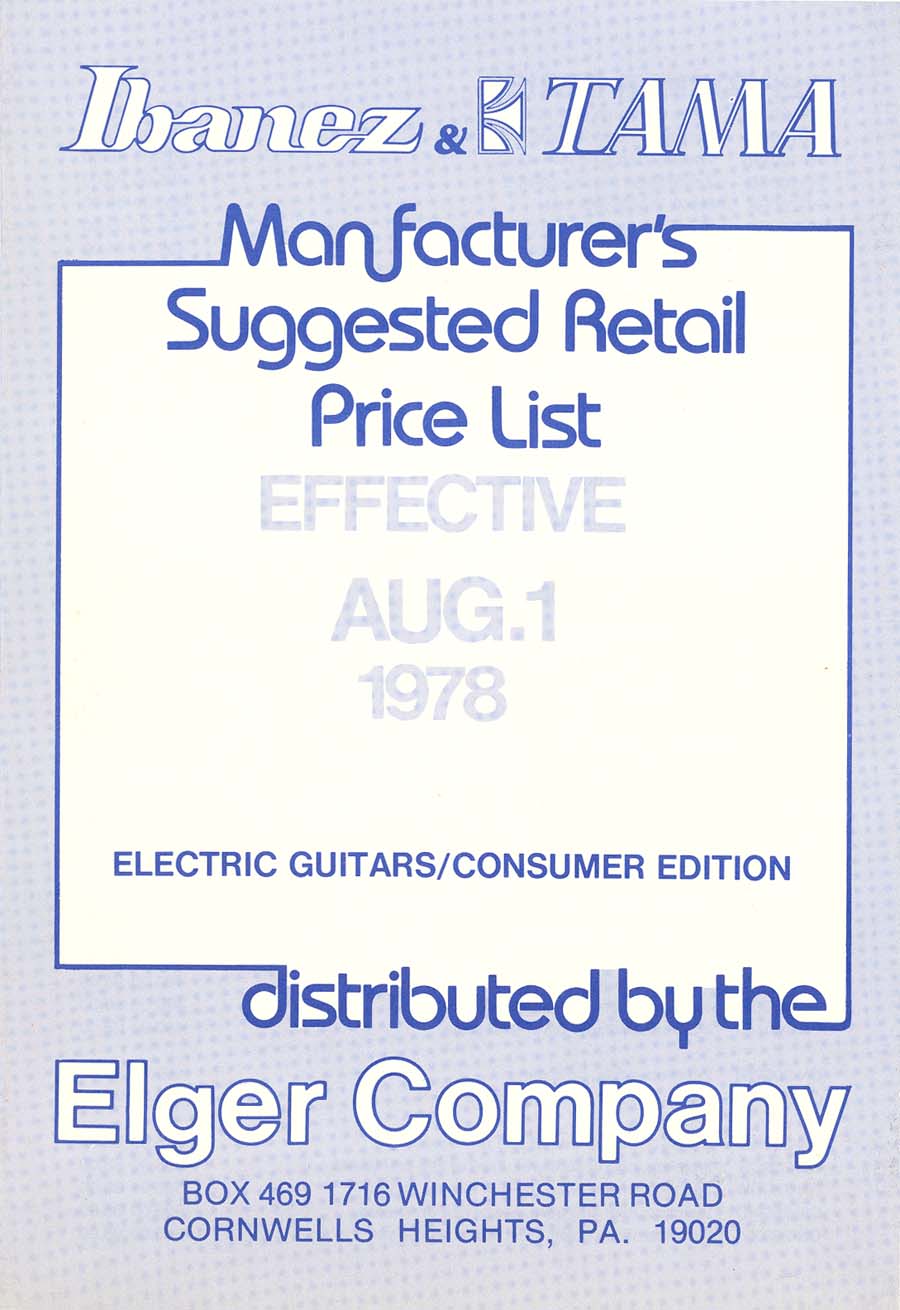 Ibanez & TAMA
Manfacturer's
Suggested Retail
Price List
EFFECTIVE
AUG.1
1978
ELECTRIC GUITARS/CONSUMER EDITION
distributed by the
Elger Company
BOX 469 1716 WINCHESTER ROAD
CORNWELLS HEIGHTS, PA. 19020